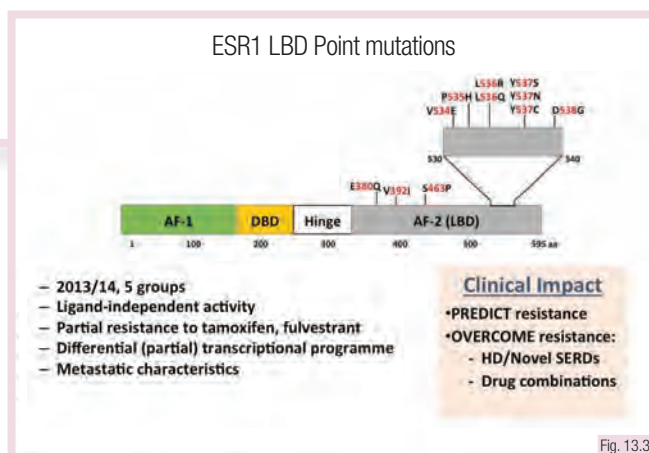 ESR1 LBD Point mutations
L536R Y537S
P535H L536Q Y537N
V534E Y537C D538G
530 540
E380Q V392I S463P
AF-1 DBD Hinge AF-2 (LBD)
1 100 200 300 400 500 595 aa
– 2013/14, 5 groups
– Ligand-independent activity
– Partial resistance to tamoxifen, fulvestrant
– Differential (partial) transcriptional programme
– Metastatic characteristics
Clinical Impact
•PREDICT resistance
•OVERCOME resistance:
- HD/Novel SERDs
- Drug combinations
Fig. 13.3